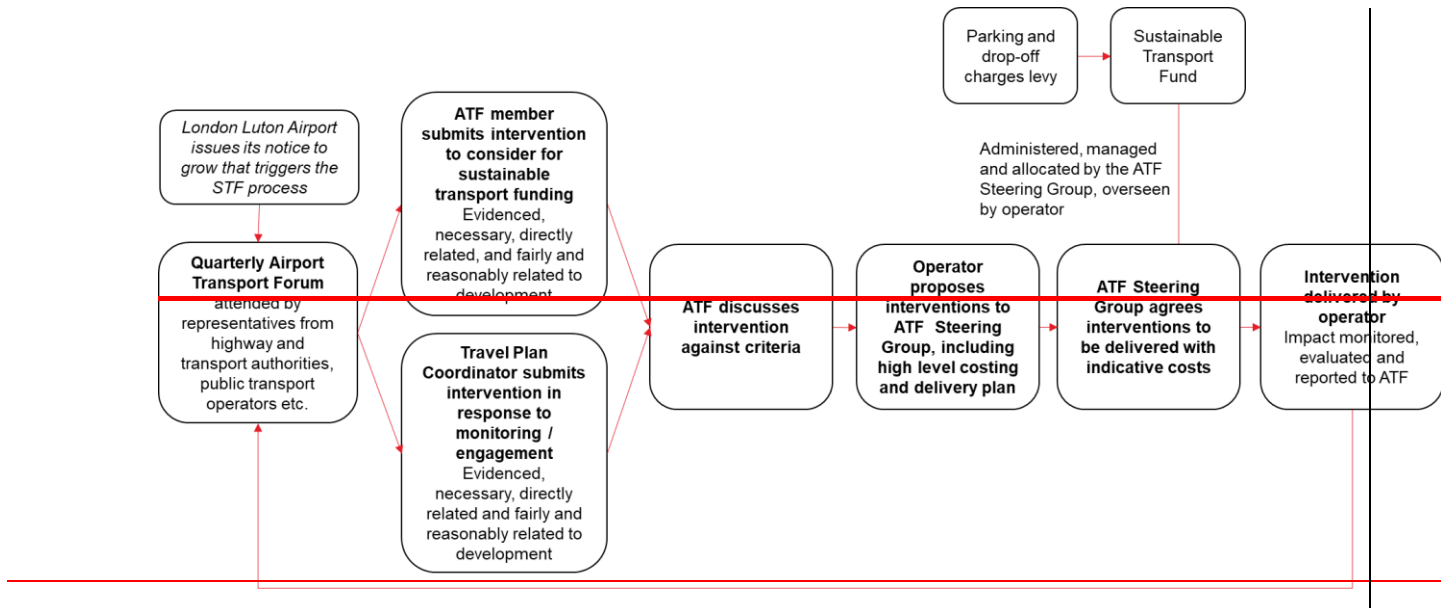 Parking and
drop-off
charges levy
Sustainable
Transport
Fund
London Luton Airport
issues its notice to
grow that triggers the
STF process
ATF member
submits intervention
to consider for
sustainable
transport funding
Evidenced,
necessary, directly
related, and fairly and
reasonably related to
development
Administered, managed
and allocated by the ATF
Steering Group, overseen
by operator
Quarterly Airport
Transport Forum
attended by
representatives from
highway and
transport authorities,
public transport
operators etc.
Travel Plan
Coordinator submits
intervention in
response to
monitoring /
engagement
Evidenced,
necessary, directly
related and fairly and
reasonably related to
development
ATF discusses
intervention
against criteria
Operator
proposes
interventions to
ATF Steering
Group, including
high level costing
and delivery plan
ATF Steering
Group agrees
interventions to
be delivered with
indicative costs
Intervention
delivered by
operator
Impact monitored,
evaluated and
reported to ATF